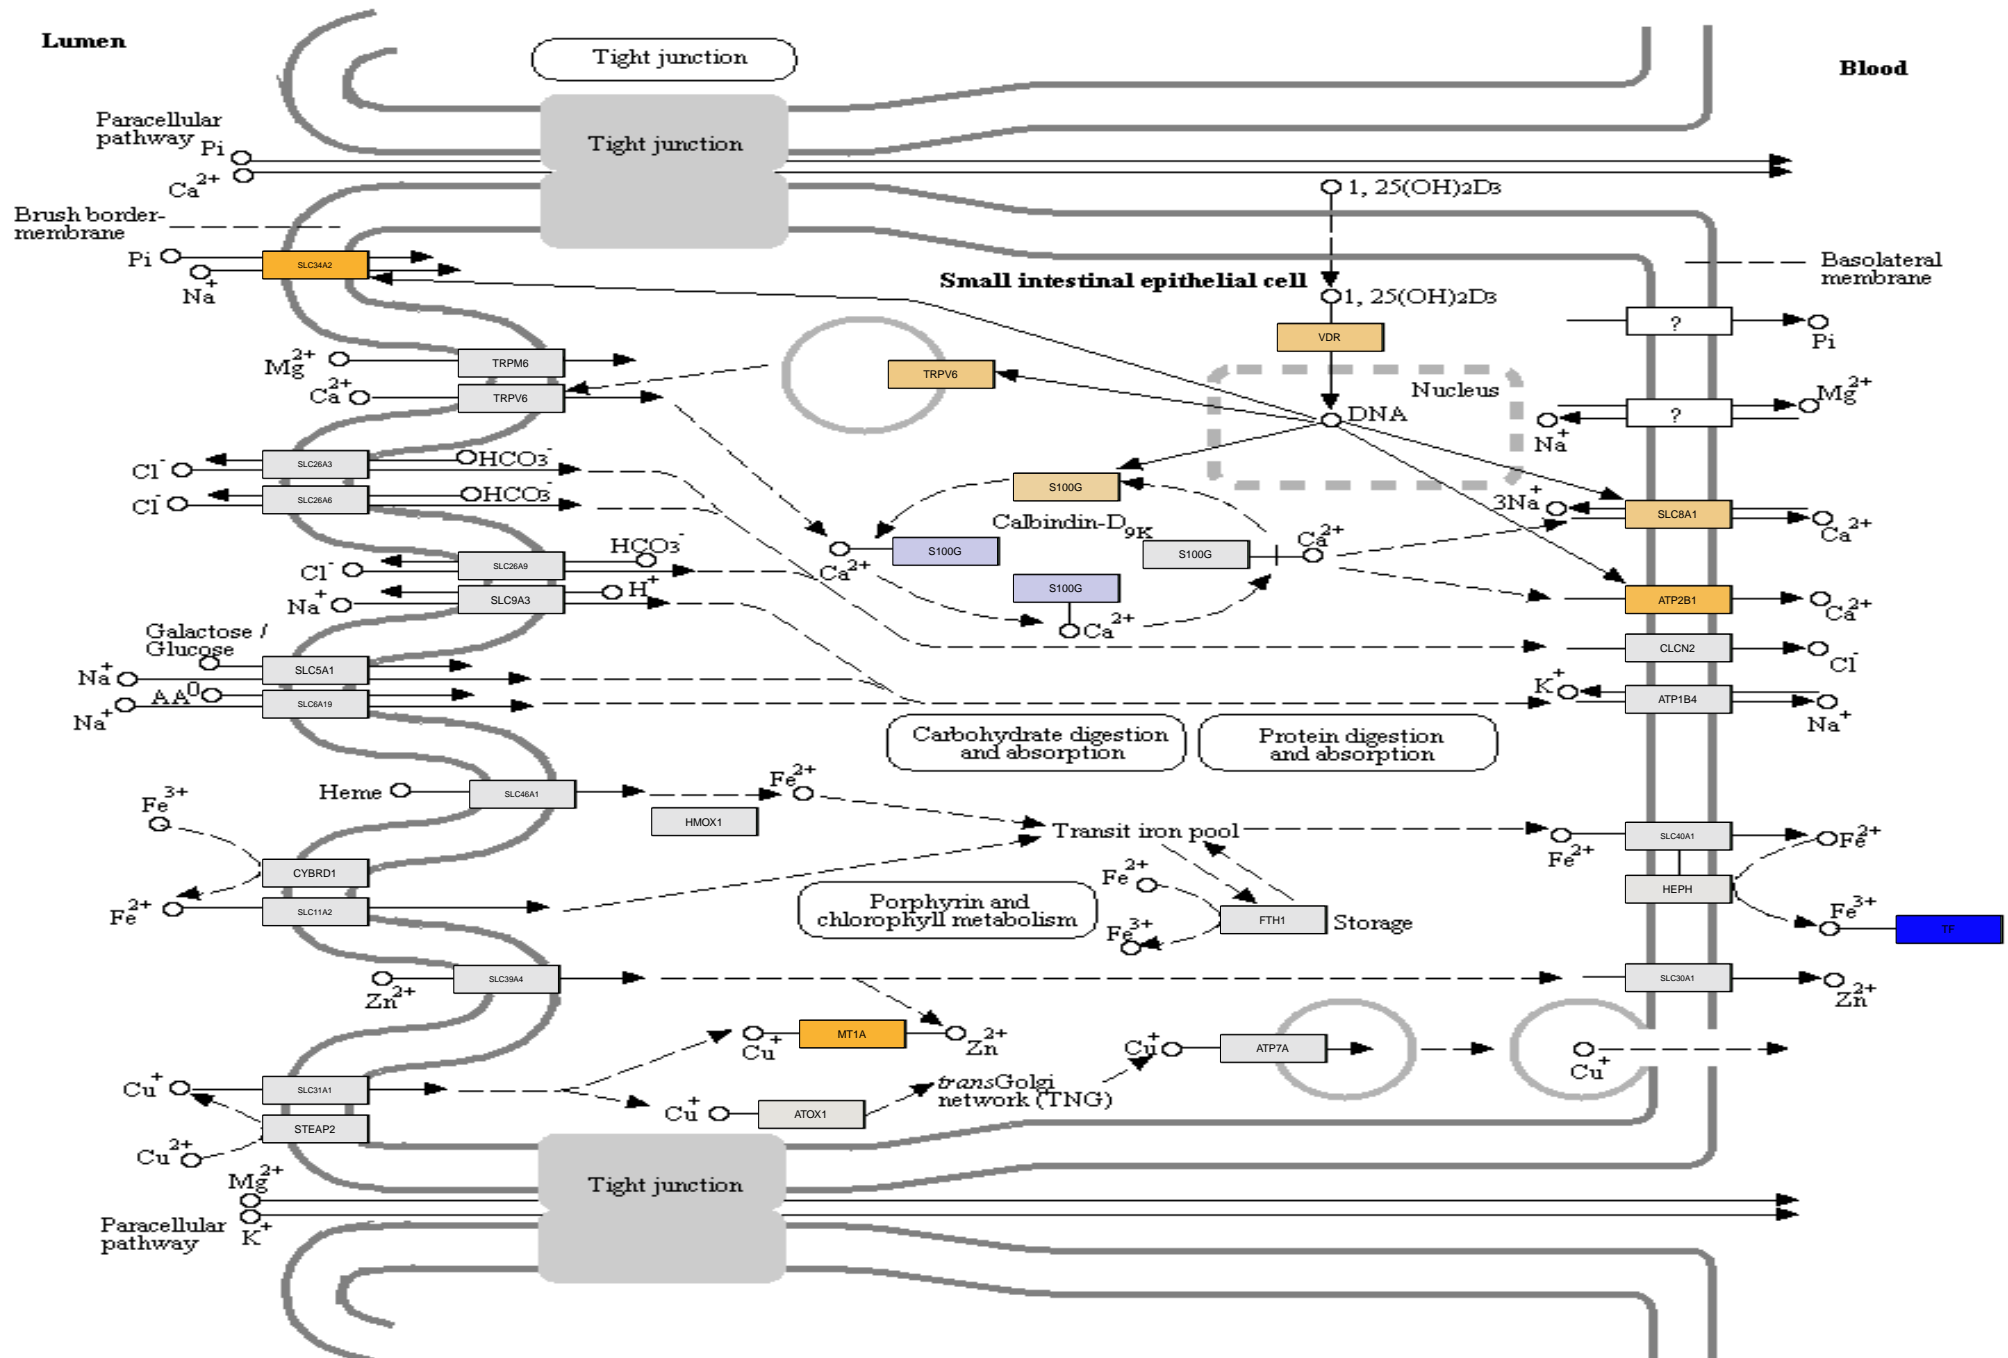 Lumen
Tight junction
Blood
Paracellular
pathway
Tight junction
Pi
Ca2+
1, 25(OH)2D3
Brush border-
membrane
Pi
SLC34A2
Na+
Small intestinal epithelial cell
1, 25(OH)2D3
Basolateral
membrane
?
Pi
VDR
Mg2+
TRPM6
TRPV6
Nucleus
Ca2+
TRPV6
DNA
?
Mg2+
Na+
Cl-
SLC26A3
HCO3-
Cl-
SLC26A6
HCO3-
S100G
Calbindin-D9K
3Na+
SLC8A1
Ca2+
HCO3-
Cl-
SLC26A9
Ca2+
S100G
S100G
Ca2+
Na+
SLC9A3
H+
S100G
Ca2+
ATP2B1
Ca2+
Galactose /
Glucose
Na+
SLC5A1
CLCN2
Cl-
AA0
Na+
SLC6A19
K+
ATP1B4
Na+
Carbohydrate digestion
and absorption
Protein digestion
and absorption
Heme
SLC46A1
Fe2+
HMOX1
Fe3+
Transit iron pool
Fe2+
SLC40A1
Fe2+
CYBRD1
Fe2+
HEPH
Fe2+
SLC11A2
Porphyrin and
chlorophyll metabolism
Fe3+
FTH1
Storage
Fe3+
TF
Zn2+
SLC39A4
SLC30A1
Zn2+
Cu+
MT1A
Zn2+
Cu+
ATP7A
Cu+
Cu+
SLC31A1
transGolgi
network (TNG)
Cu+
ATOX1
STEAP2
Cu2+
Mg2+
Tight junction
Paracellular
pathway
K+